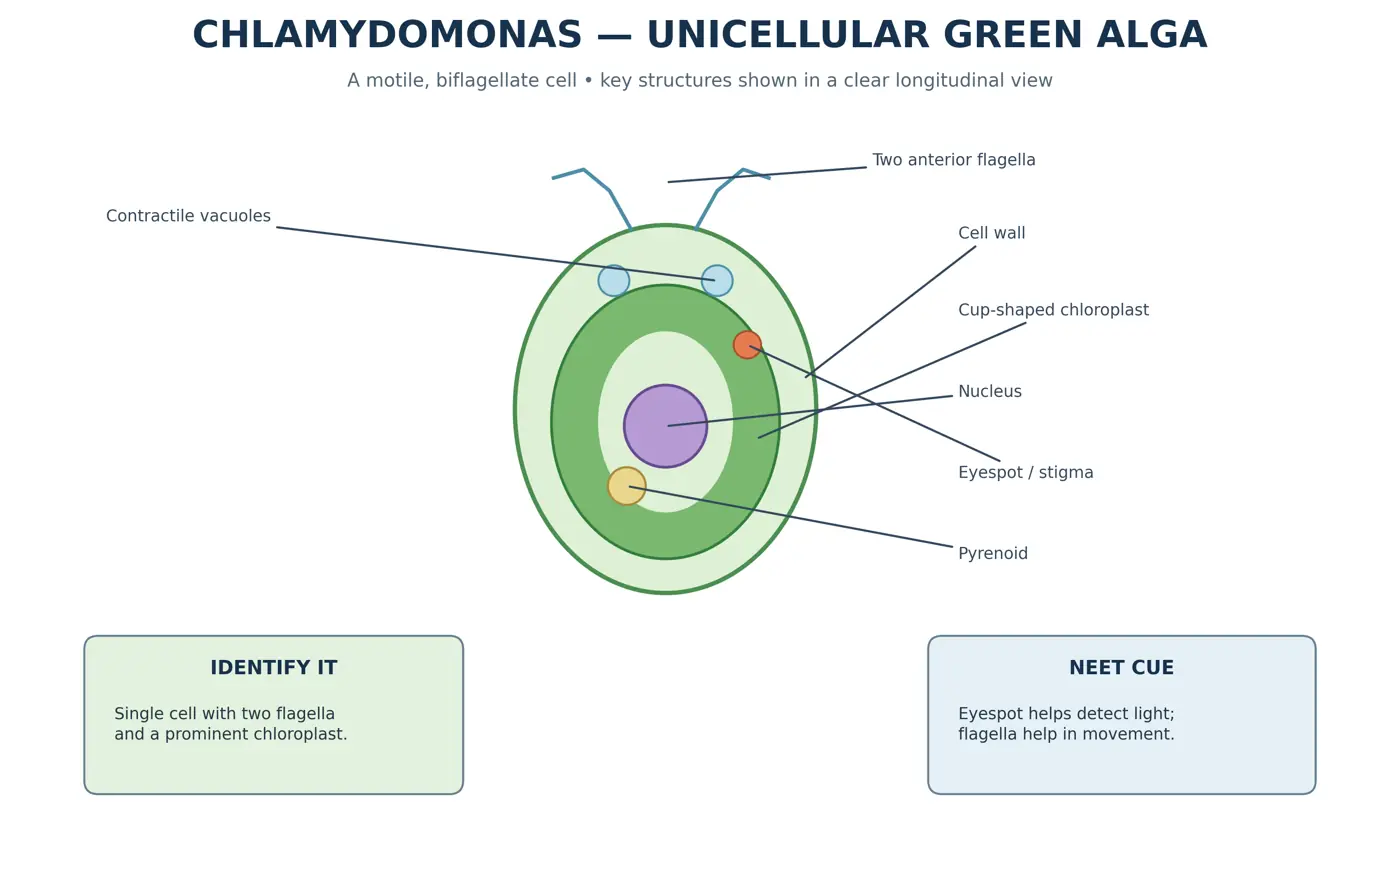 CHLAMYDOMONAS — UNICELLULAR GREEN ALGA
A motile, biflagellate cell • key structures shown in a clear longitudinal view
Two anterior flagella
Contractile vacuoles
Cell wall
Cup-shaped chloroplast
Nucleus
Eyespot / stigma
Pyrenoid
IDENTIFY IT
Single cell with two flagella
and a prominent chloroplast.
NEET CUE
Eyespot helps detect light;
flagella help in movement.